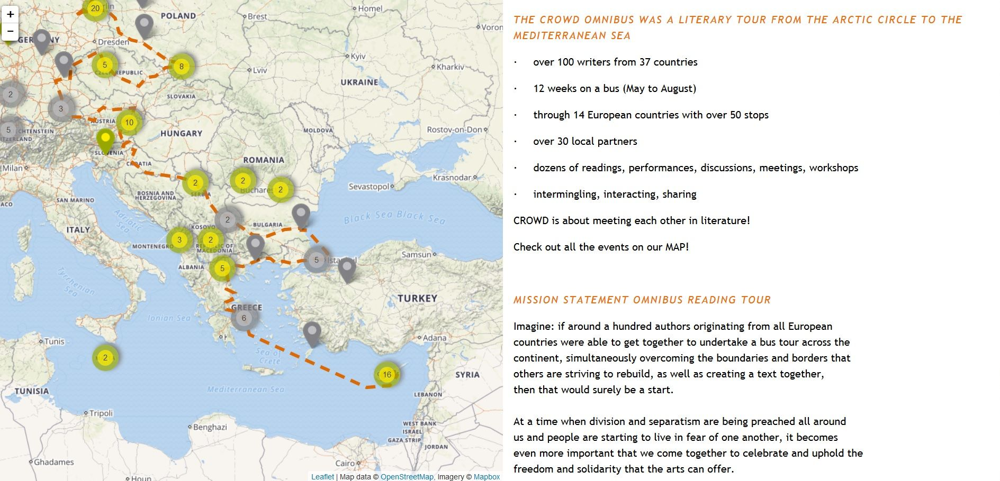 +
−
20
POLAND
Brest
Homel
Voron
GERMANY
Dresden
5
8
CZECH REPUBLIC
Lviv
Kyiv
Kharkiv
UKRAINE
2
3
SLOVAKIA
AUSTRIA
10
5
HUNGARY
MOLDOVA
Rostov-on-Don
SLOVENIA
Milan
CROATIA
ROMANIA
Krasnodar
Sevastopol
2
2
2
SERBIA
BOSNIA AND
HERZEGOVINA
SAN MARINO
Adriatic
Sea
2
KOSOVO
BULGARIA
Black Sea Black Sea
ITALY
3
2
MONTENEGRO
REPUBLIC OF
MACEDONIA
5
ALBANIA
5
Samsun
Tyrrhenian
Sea
TURKEY
GREECE
6
Ionian Sea
Tunis
Adana
Sea of
Crete
2
16
SYRIA
Mediterranean Sea
TUNISIA
LEBANON
Tripoli
Benghazi
WEST BANK
ISRAEL
GAZA STRIP
JORDAN
Ghadames
Cairo
Houn
Leaflet | Map data © OpenStreetMap, Imagery © Mapbox
THE CROWD OMNIBUS WAS A LITERARY TOUR FROM THE ARCTIC CIRCLE TO THE
MEDITERRANEAN SEA
· over 100 writers from 37 countries
· 12 weeks on a bus (May to August)
· through 14 European countries with over 50 stops
· over 30 local partners
· dozens of readings, performances, discussions, meetings, workshops
· intermingling, interacting, sharing
CROWD is about meeting each other in literature!
Check out all the events on our MAP!
MISSION STATEMENT OMNIBUS READING TOUR
Imagine: if around a hundred authors originating from all European
countries were able to get together to undertake a bus tour across the
continent, simultaneously overcoming the boundaries and borders that
others are striving to rebuild, as well as creating a text together,
then that would surely be a start.
At a time when division and separatism are being preached all around
us and people are starting to live in fear of one another, it becomes
even more important that we come together to celebrate and uphold the
freedom and solidarity that the arts can offer.